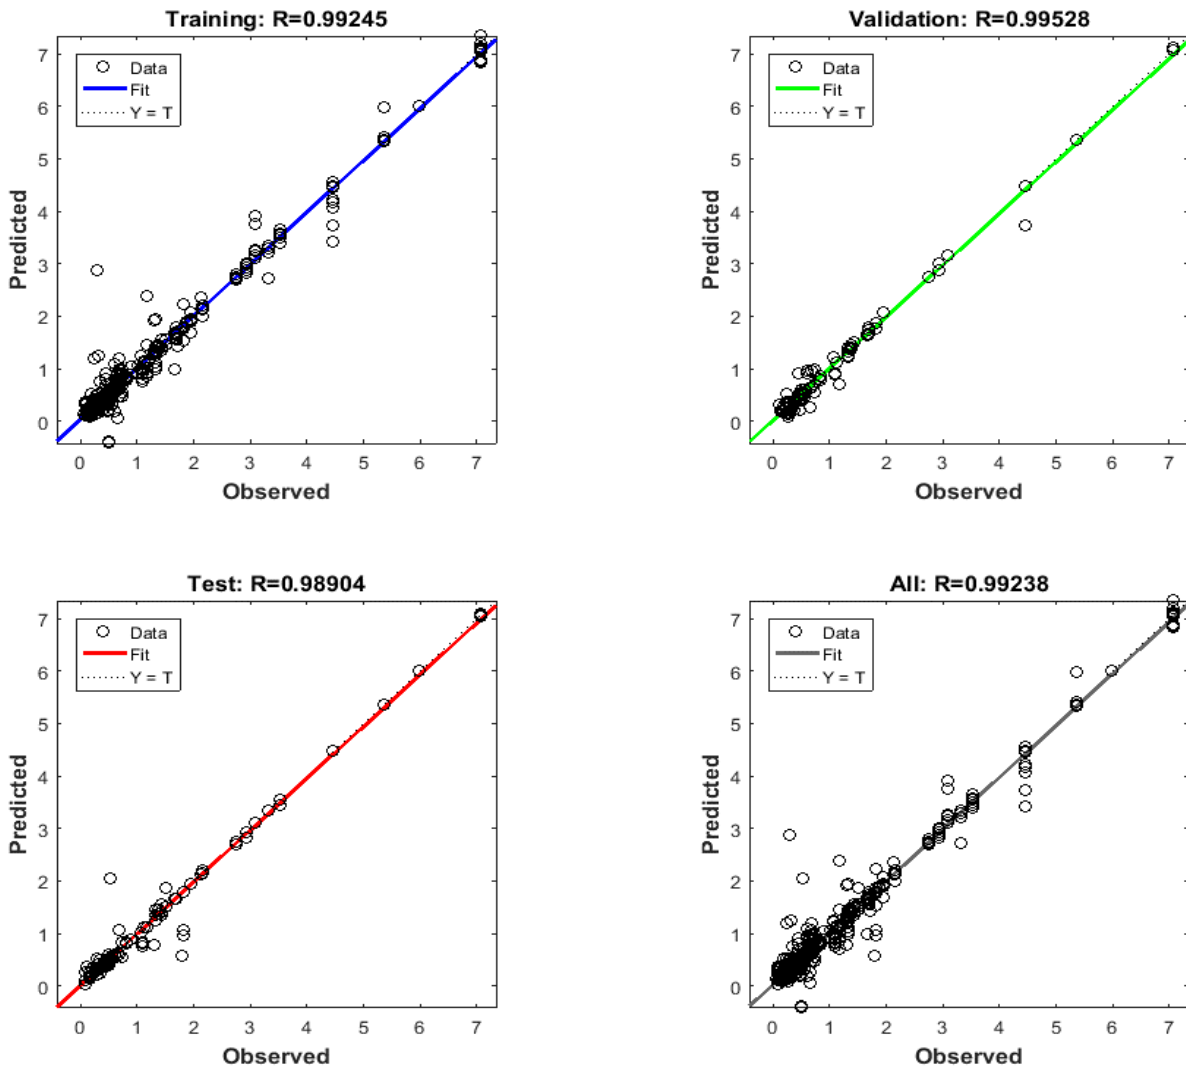 Training: R=0.99245
Data
Fit
Y = T
7
6
5
4
3
2
1
0
Predicted
0 1 2 3 4 5 6 7
Observed
Validation: R=0.99528
Data
Fit
Y = T
7
6
5
4
3
2
1
0
Predicted
0 1 2 3 4 5 6 7
Observed
Test: R=0.98904
Data
Fit
Y = T
7
6
5
4
3
2
1
0
Predicted
0 1 2 3 4 5 6 7
Observed
All: R=0.99238
Data
Fit
Y = T
7
6
5
4
3
2
1
0
Predicted
0 1 2 3 4 5 6 7
Observed